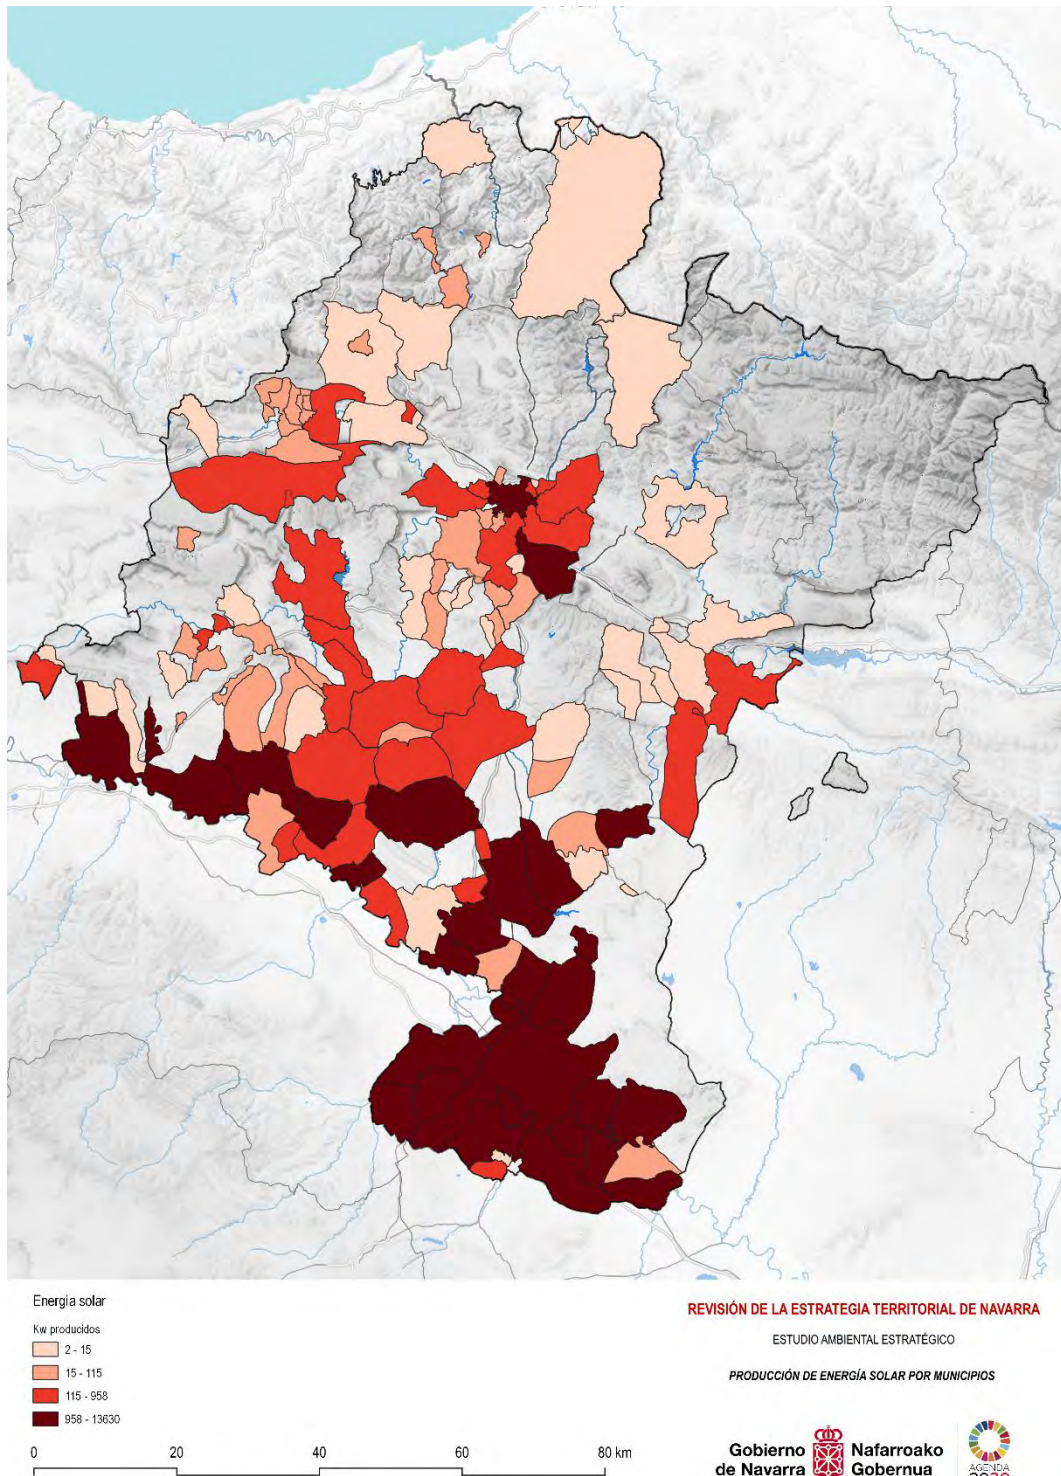 Energía solar
Kw producidos
2 - 15
15 - 115
115 - 958
958 - 13630
0 20 40 60 80 km
REVISIÓN DE LA ESTRATEGIA TERRITORIAL DE NAVARRA
ESTUDIO AMBIENTAL ESTRATÉGICO
PRODUCCIÓN DE ENERGÍA SOLAR POR MUNICIPIOS
Gobierno
de Navarra
Nafarroako
Gobernua
AGENDA
2030